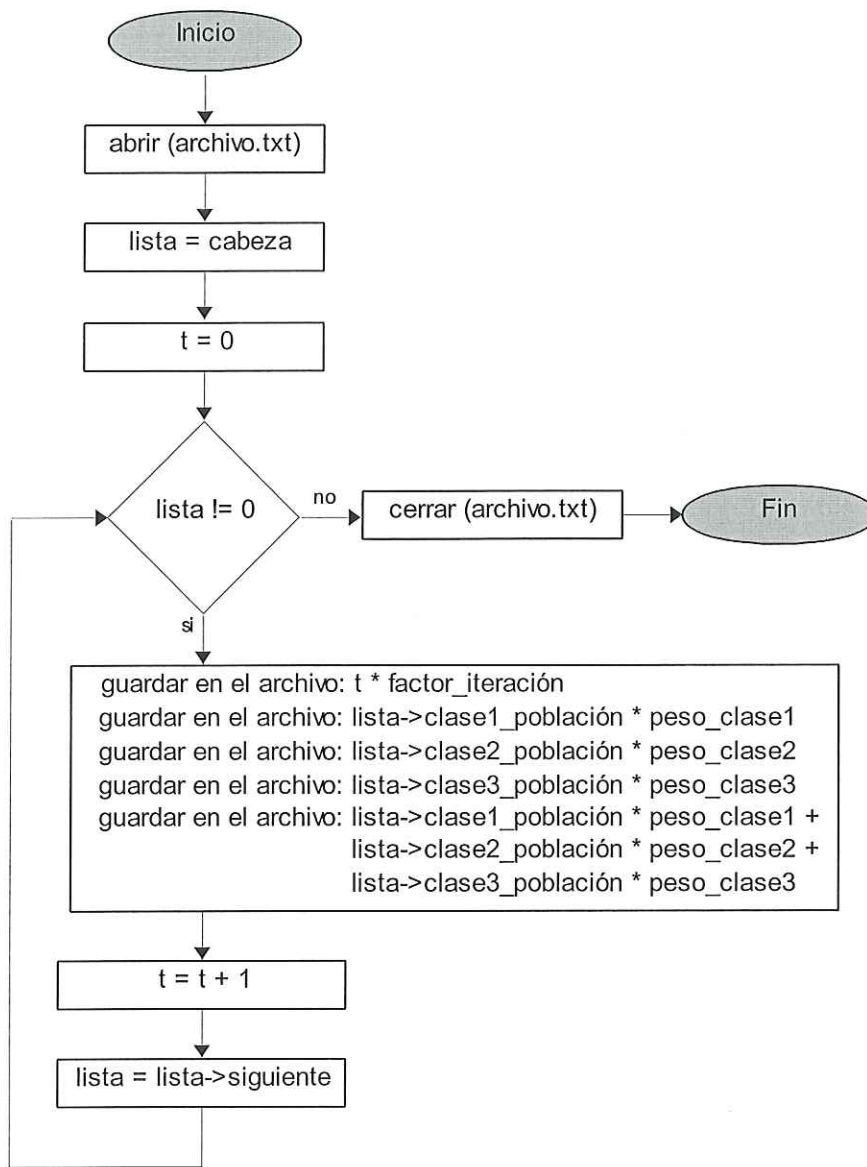 Inicio
abrir (archivo.txt)
lista = cabeza
t = 0
lista != 0
no
cerrar (archivo.txt)
Fin
si
guardar en el archivo: t * factor_iteración
guardar en el archivo: lista->clase1_población * peso_clase1
guardar en el archivo: lista->clase2_población * peso_clase2
guardar en el archivo: lista->clase3_población * peso_clase3
guardar en el archivo: lista->clase1_población * peso_clase1 +
lista->clase2_población * peso_clase2 +
lista->clase3_población * peso_clase3
t = t + 1
lista = lista->siguiente